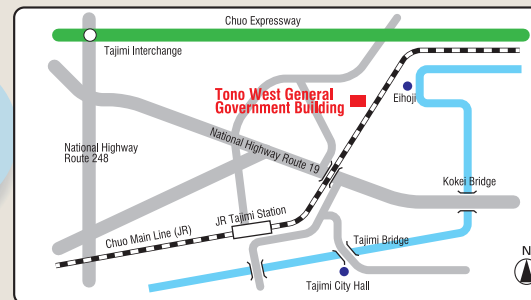 Chuo Expressway
Tajimi Interchange
Tono West General
Government Building
Eihoji
National Highway
Route 248
National Highway Route 19
Kokei Bridge
JR Tajimi Station
Chuo Main Line (JR)
Tajimi Bridge
Tajimi City Hall
N